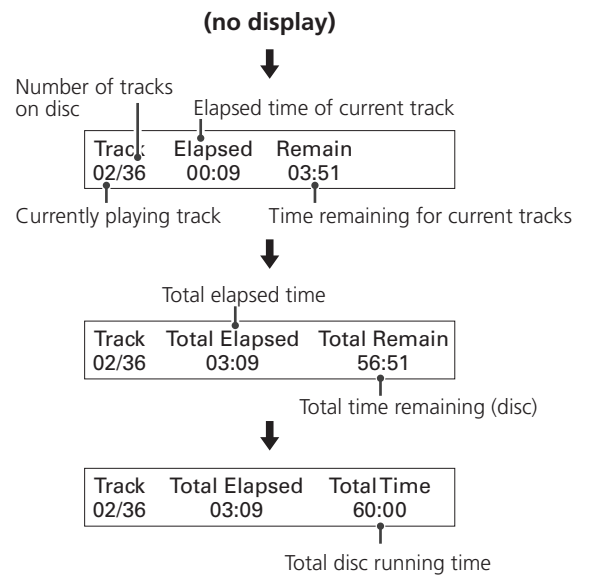 (no display)
Number of tracks
on disc
Elapsed time of current track
Track Elapsed Remain
02/36 00:09 03:51
Currently playing track
Time remaining for current tracks
Total elapsed time
Track Total Elapsed Total Remain
02/36 03:09 56:51
Total time remaining (disc)
Track Total Elapsed Total Time
02/36 03:09 60:00
Total disc running time